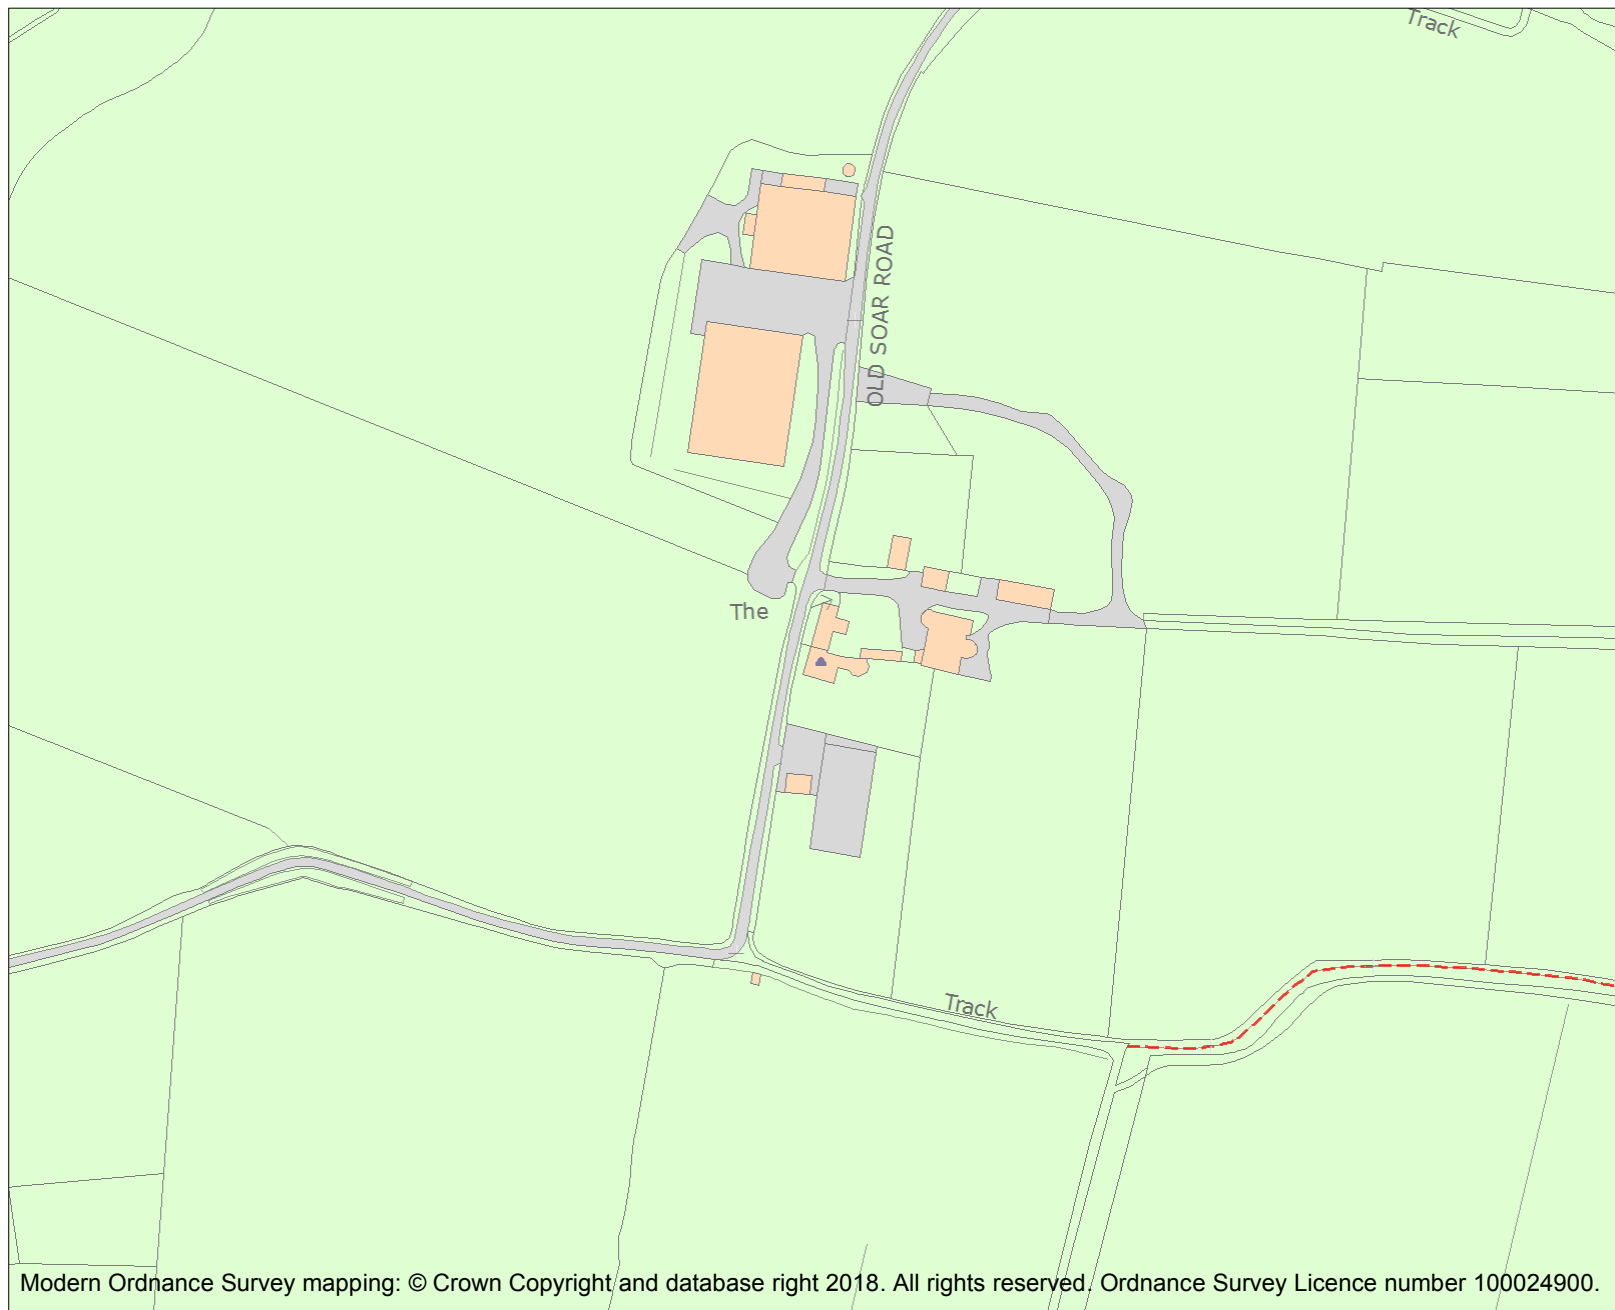 Track
OLD SOAR ROAD
The
Track
Modern Ordnance Survey mapping: © Crown Copyright and database right 2018. All rights reserved. Ordnance Survey Licence number 100024900.